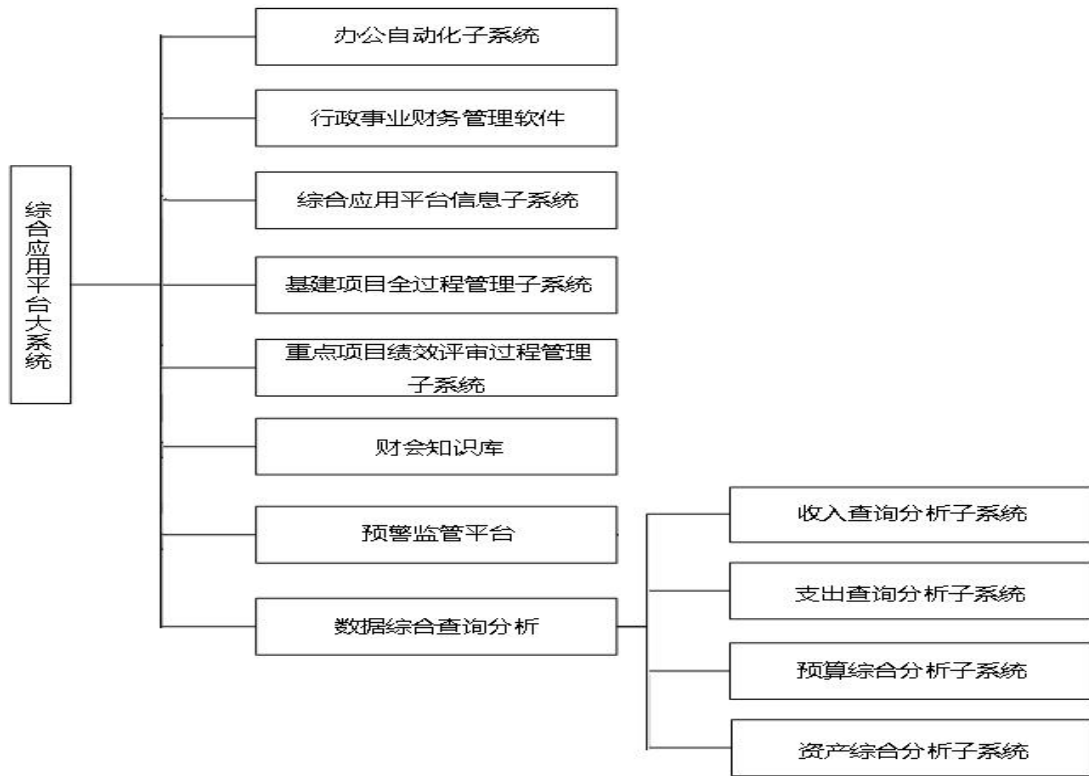 办公自动化子系统
行政事业财务管理软件
综合应用平台信息子系统
综合应用平台大系统
基建项目全过程管理子系统
重点项目绩效评审过程管理
子系统
财会知识库
预警监管平台
数据综合查询分析
收入查询分析子系统
支出查询分析子系统
预算综合分析子系统
资产综合分析子系统